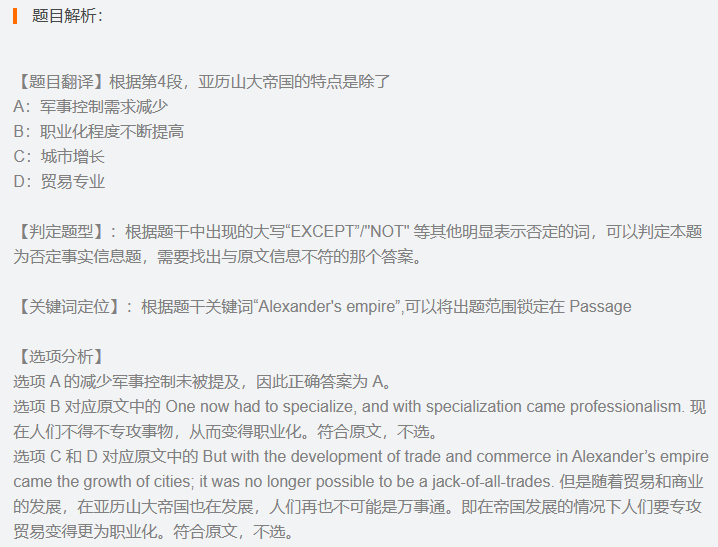 题目解析：
【题目翻译】根据第4段，亚历山大帝国的特点是除了
A：军事控制需求减少
B：职业化程度不断提高
C：城市增长
D：贸易专业
【判定题型】：根据题干中出现的大写“EXCEPT”/"NOT" 等其他明显表示否定的词，可以判定本题
为否定事实信息题，需要找出与原文信息不符的那个答案。
【关键词定位】：根据题干关键词“Alexander's empire”,可以将出题范围锁定在 Passage
【选项分析】
选项 A 的减少军事控制未被提及，因此正确答案为 A。
选项 B 对应原文中的 One now had to specialize, and with specialization came professionalism. 现
在人们不得不专攻事物，从而变得职业化。符合原文，不选。
选项 C 和 D 对应原文中的 But with the development of trade and commerce in Alexander’s empire
came the growth of cities; it was no longer possible to be a jack-of-all-trades. 但是随着贸易和商业
的发展，在亚历山大帝国也在发展，人们再也不可能是万事通。即在帝国发展的情况下人们要专攻
贸易变得更为职业化。符合原文，不选。